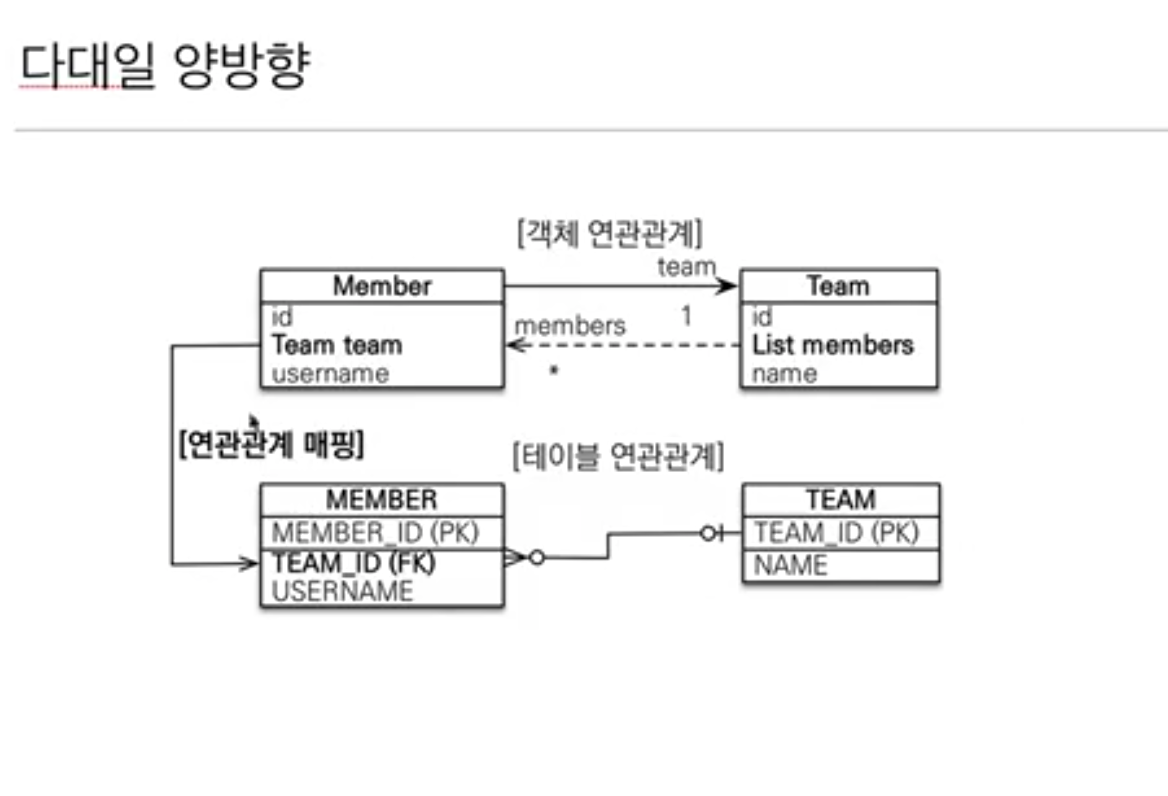 다대일 양방향
[객체 연관관계]
team
Member
id
Team team
username
members
1
*
Team
id
List members
name
[연관관계 매핑]
[테이블 연관관계]
MEMBER
MEMBER_ID (PK)
TEAM_ID (FK)
USERNAME
TEAM
TEAM_ID (PK)
NAME